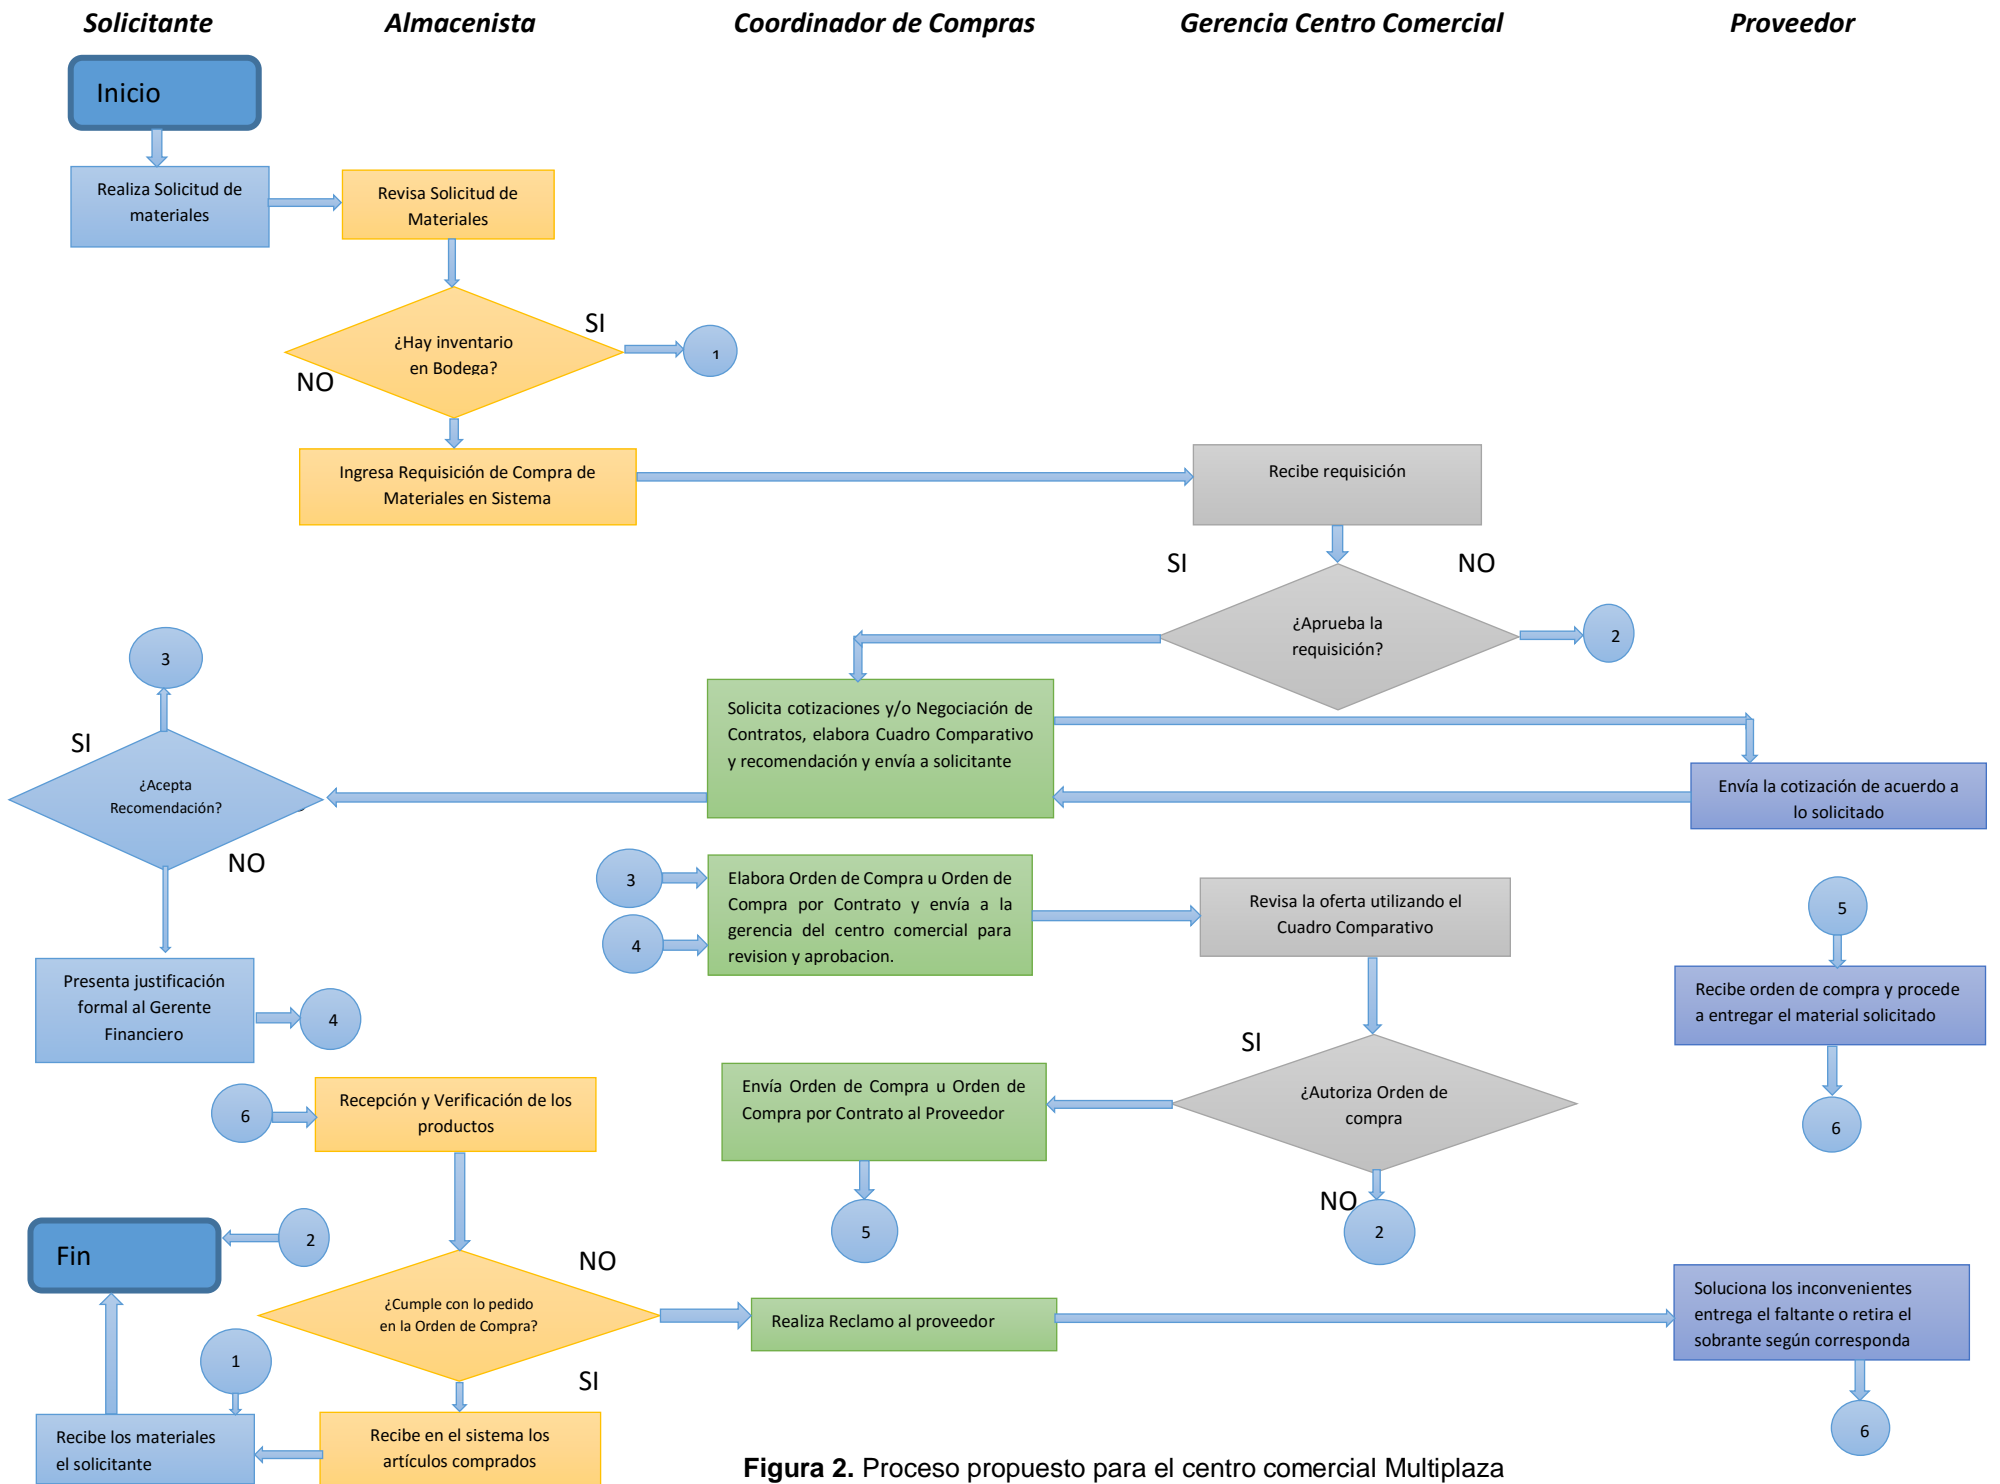 Solicitante
Almacenista
Coordinador de Compras
Gerencia Centro Comercial
Proveedor
Inicio
Realiza Solicitud de
materiales
Revisa Solicitud de
Materiales
¿Hay inventario
en Bodega?
SI
NO
1
Ingresa Requisición de Compra de
Materiales en Sistema
Recibe requisición
SI
NO
¿Aprueba la
requisición?
2
3
SI
¿Acepta
Recomendación?
NO
Solicita cotizaciones y/o Negociación de
Contratos, elabora Cuadro Comparativo
y recomendación y envía a solicitante
Envía la cotización de acuerdo a
lo solicitado
3
4
Elabora Orden de Compra u Orden de
Compra por Contrato y envía a la
gerencia del centro comercial para
revision y aprobacion.
Revisa la oferta utilizando el
Cuadro Comparativo
5
Presenta justificación
formal al Gerente
Financiero
4
Recibe orden de compra y procede
a entregar el material solicitado
SI
6
Recepción y Verificación de los
productos
Envía Orden de Compra u Orden de
Compra por Contrato al Proveedor
¿Autoriza Orden de
compra
6
NO
5
2
Fin
2
NO
¿Cumple con lo pedido
en la Orden de Compra?
Realiza Reclamo al proveedor
Soluciona los inconvenientes
entrega el faltante o retira el
sobrante según corresponda
1
SI
Recibe los materiales
el solicitante
Recibe en el sistema los
artículos comprados
6
Figura 2. Proceso propuesto para el centro comercial Multiplaza